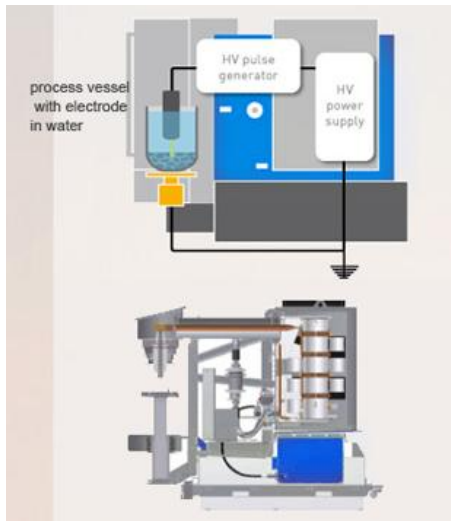 HV pulse
generator
process vessel
with electrode
in water
HV
power
supply